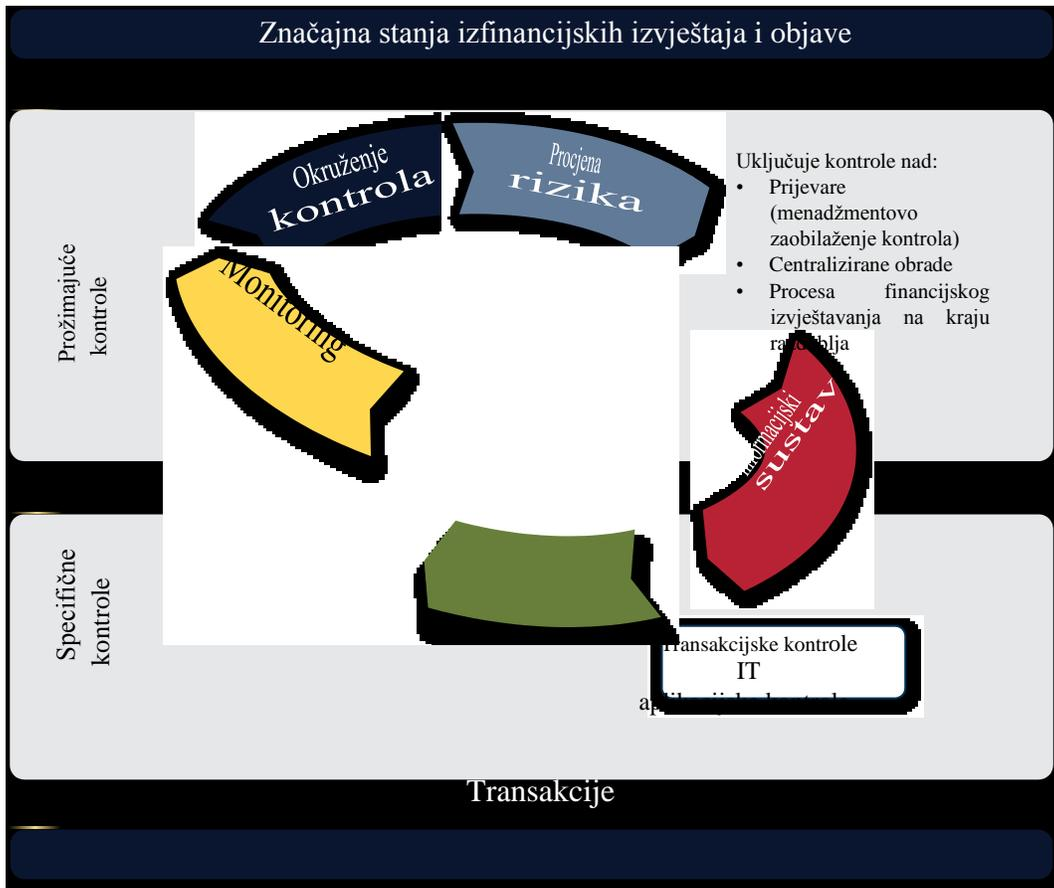 Značajna stanja izfinancijskih izvještaja i objave
Okruženje
kontrola
Procjena
rizika
Uključuje kontrole nad:
• Prijevare
(menadžmentovo
zaobilaženje kontrola)
• Centralizirane obrade
• Procesa financijskog
izvještavanja na kraju
Prožimajuće
kontrole
Monitoring
sustav
Specifične
kontrole
Transakcijske kontrole
IT
Transakcije